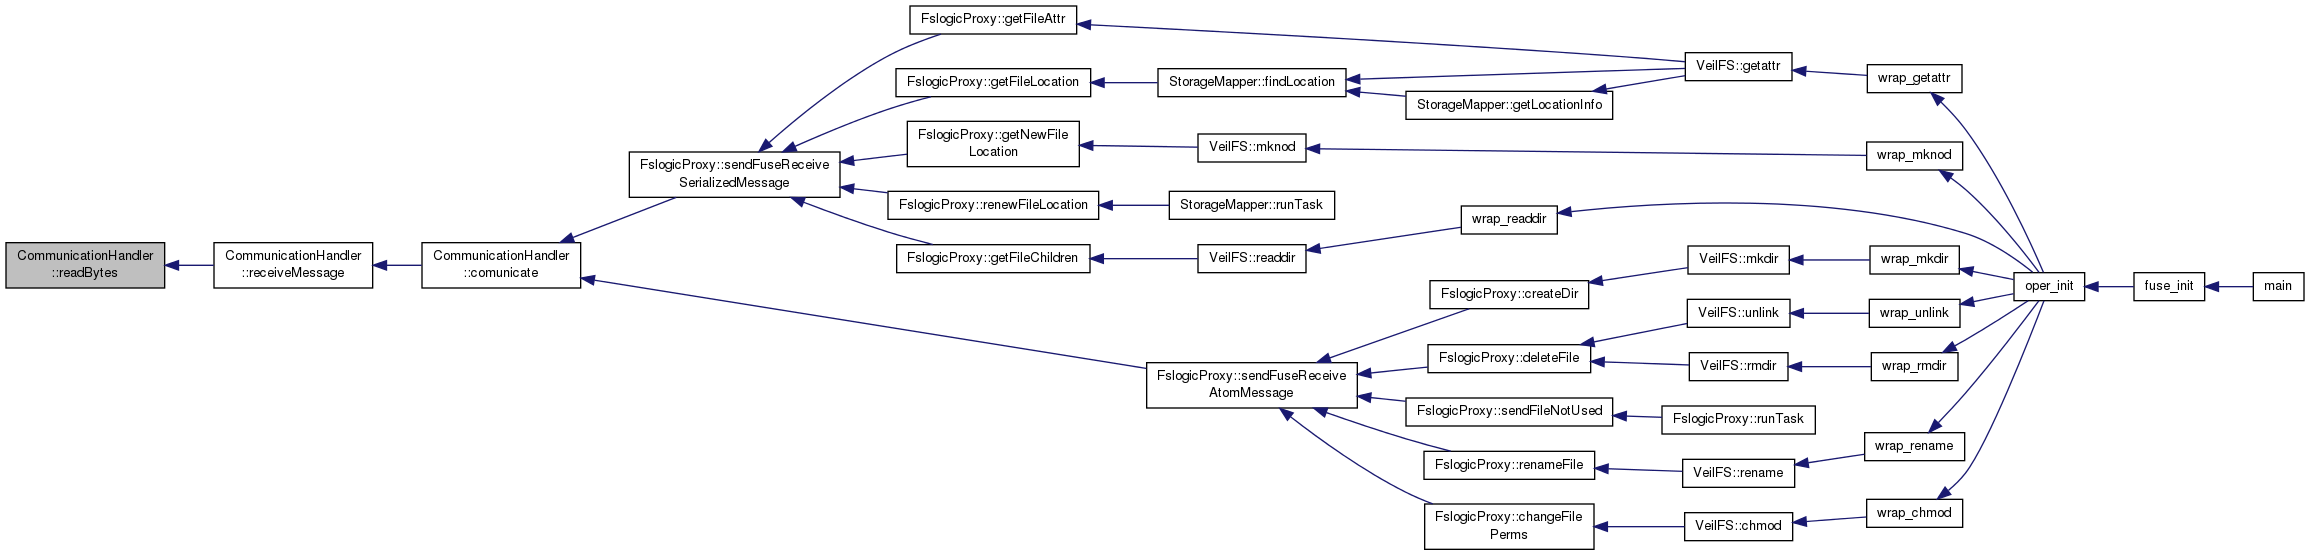 FslogicProxy::getFileAttr
FslogicProxy::getFileLocation
StorageMapper::findLocation
StorageMapper::getLocationInfo
VeilFS::getattr
wrap_getattr
FslogicProxy::getNewFile
Location
VeilFS::mknod
wrap_mknod
FslogicProxy::sendFuseReceive
SerializedMessage
FslogicProxy::renewFileLocation
StorageMapper::runTask
wrap_readdir
CommunicationHandler
::readBytes
CommunicationHandler
::receiveMessage
CommunicationHandler
::comunicate
FslogicProxy::getFileChildren
VeilFS::readdir
VeilFS::mkdir
wrap_mkdir
FslogicProxy::createDir
oper_init
fuse_init
main
VeilFS::unlink
wrap_unlink
FslogicProxy::deleteFile
VeilFS::rmdir
wrap_rmdir
FslogicProxy::sendFuseReceive
AtomMessage
FslogicProxy::sendFileNotUsed
FslogicProxy::runTask
wrap_rename
FslogicProxy::renameFile
VeilFS::rename
wrap_chmod
FslogicProxy::changeFile
Perms
VeilFS::chmod